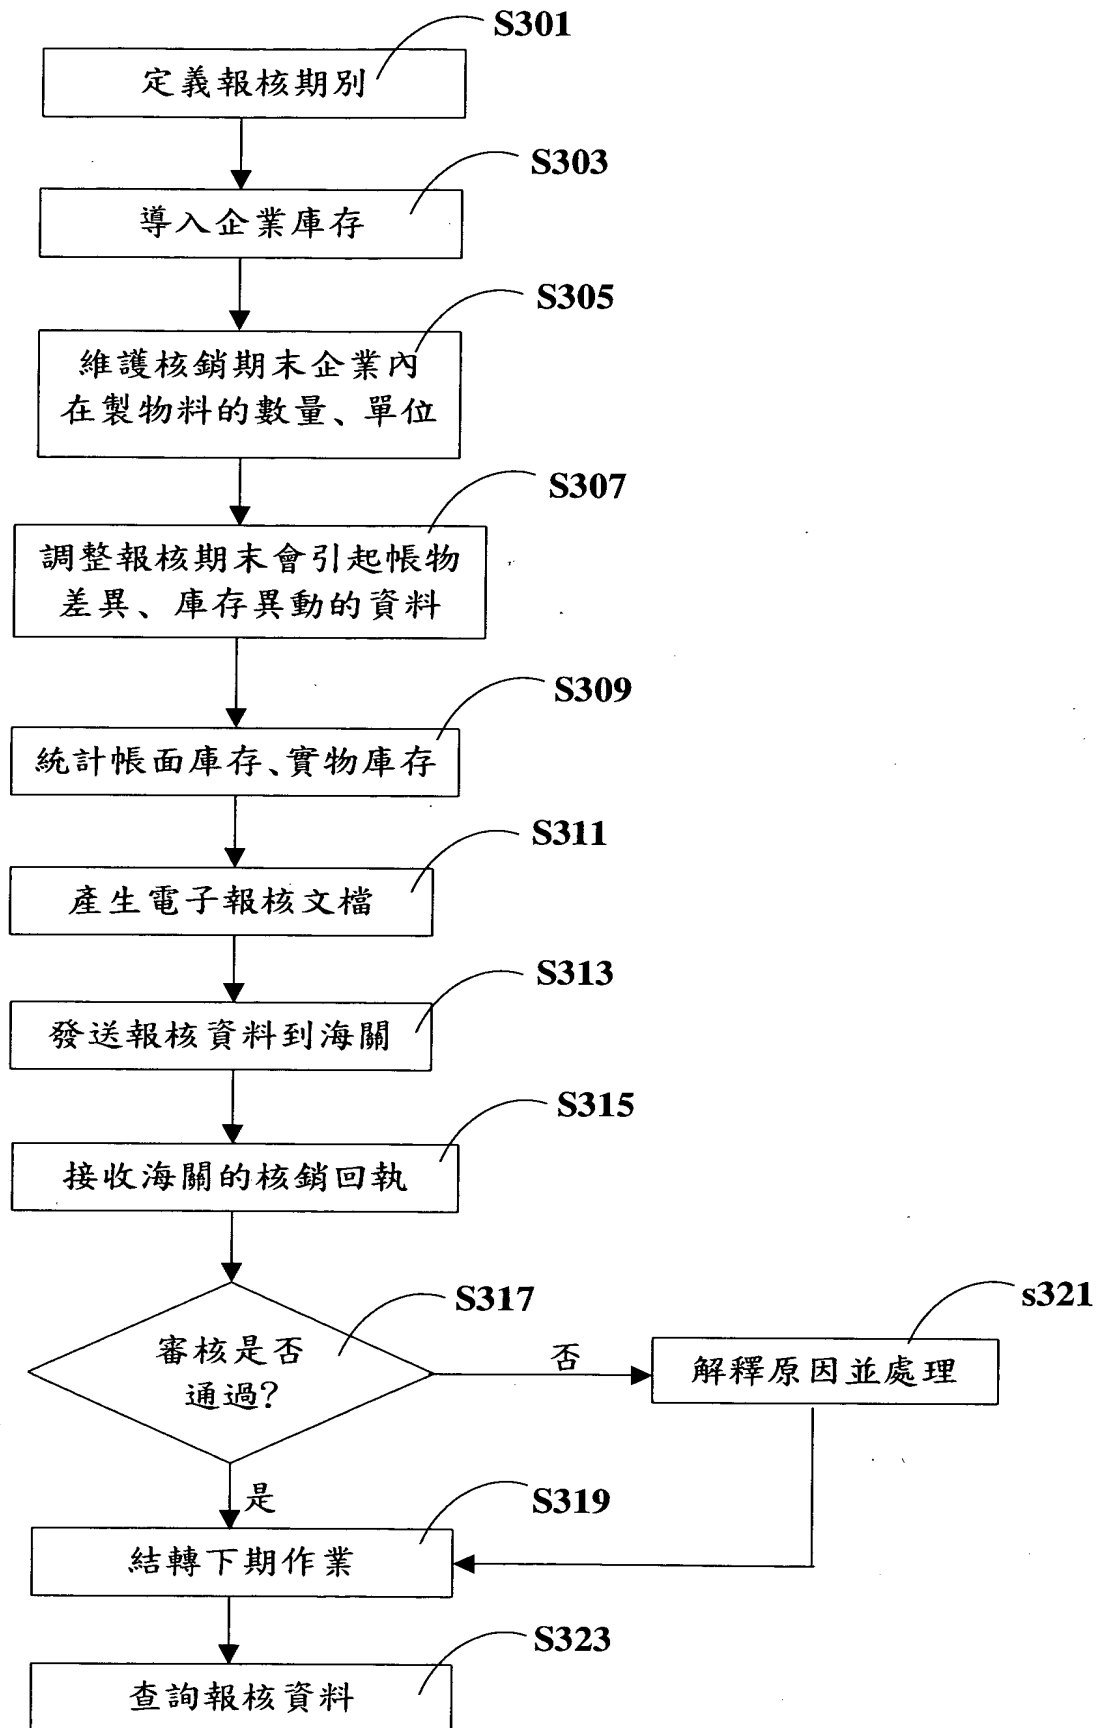 S301
定義報核期別
S303
導入企業庫存
S305
維護核銷期末企業內
在製物料的數量、單位
S307
調整報核期末會引起帳物
差異、庫存異動的資料
S309
統計帳面庫存、實物庫存
S311
產生電子報核文檔
S313
發送報核資料到海關
S315
接收海關的核銷回執
S317
審核是否
通過?
否
s321
解釋原因並處理
是
S319
結轉下期作業
S323
查詢報核資料